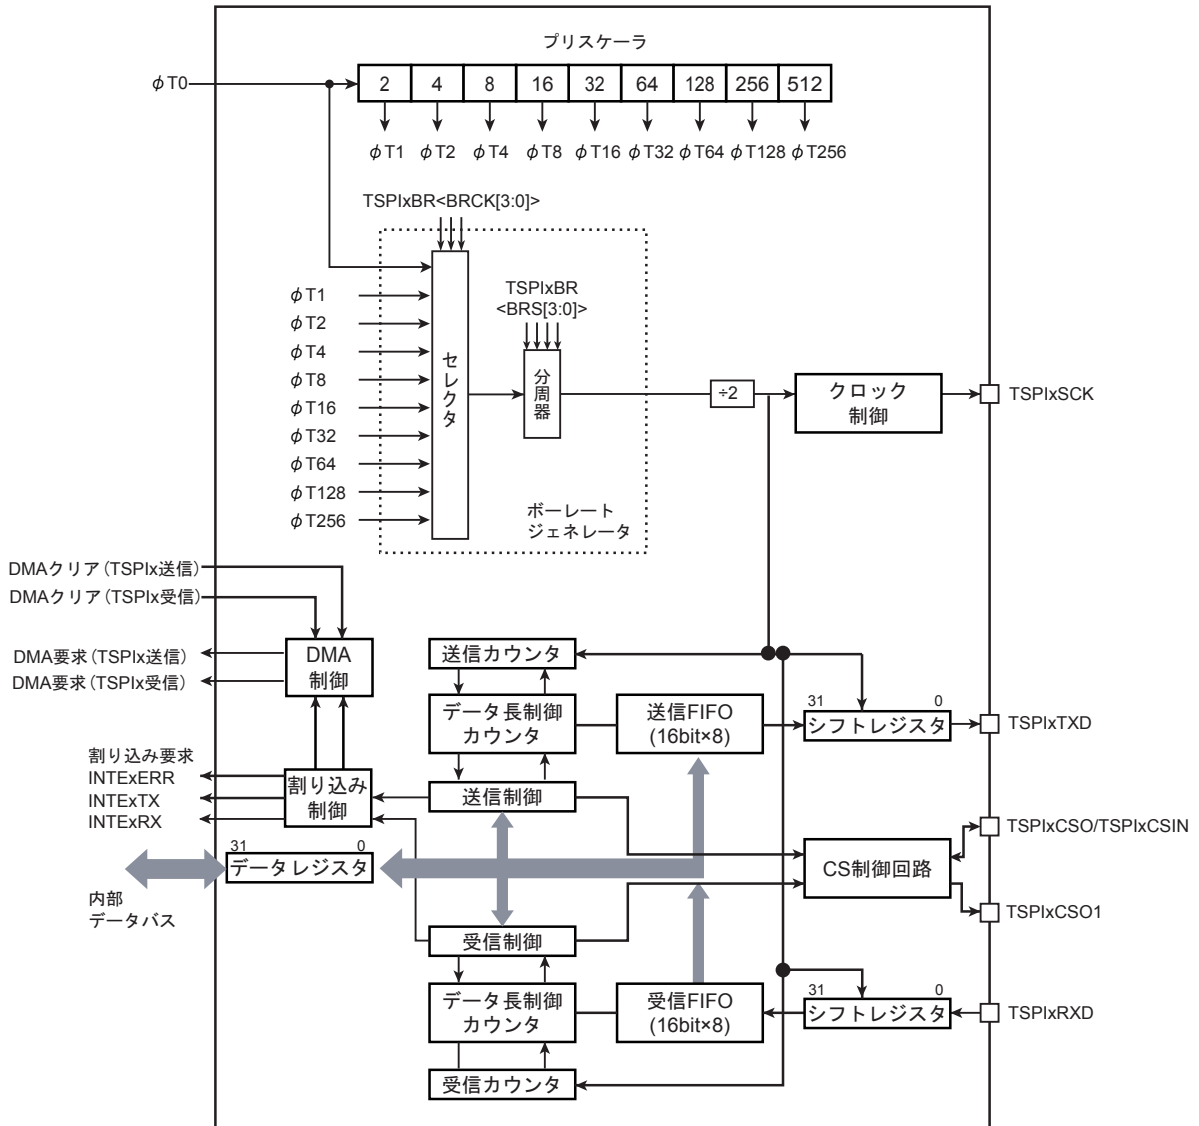 プリスケーラ
φT0
2 4 8 16 32 64 128 256 512
φT1 φT2 φT4 φT8 φT16 φT32 φT64 φT128 φT256
TSPIxBR<BRCK[3:0]>
TSPIxBR
<BRS[3:0]>
φT1
φT2
φT4
φT8
φT16
φT32
φT64
φT128
φT256
セレクタ
分周器
÷2
クロック
制御
TSPIxSCK
ボーレート
ジェネレータ
DMAクリア(TSPIx送信)
DMAクリア(TSPIx受信)
DMA要求(TSPIx送信)
DMA要求(TSPIx受信)
DMA
制御
送信カウンタ
データ長制御
カウンタ
送信FIFO
(16bit×8)
31 0
シフトレジスタ
TSPIxTXD
割り込み要求
INTExERR
INTExTX
INTExRX
割り込み
制御
送信制御
TSPIxCSO/TSPIxCSIN
31 0
データレジスタ
CS制御回路
内部
データバス
TSPIxCSO1
受信制御
データ長制御
カウンタ
受信FIFO
(16bit×8)
31 0
シフトレジスタ
TSPIxRXD
受信カウンタ